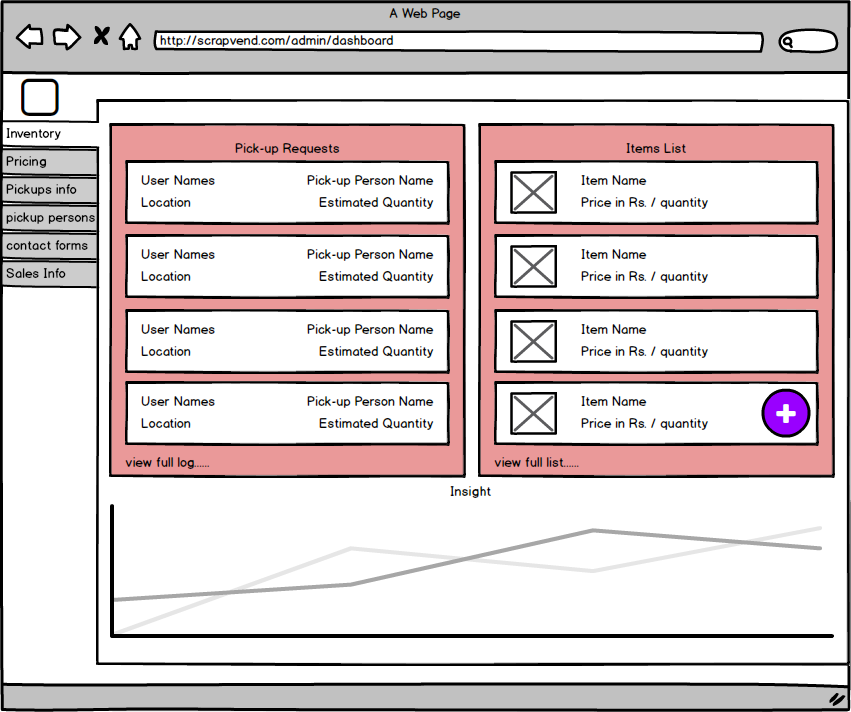 A Web Page
http://scrapvend.com/admin/dashboard
Inventory
Pricing
Pickups info
pickup persons
contact forms
Sales Info
Pick-up Requests
User Names Pick-up Person Name
Location Estimated Quantity
User Names Pick-up Person Name
Location Estimated Quantity
User Names Pick-up Person Name
Location Estimated Quantity
User Names Pick-up Person Name
Location Estimated Quantity
view full log......
Items List
Item Name
Price in Rs. / quantity
Item Name
Price in Rs. / quantity
Item Name
Price in Rs. / quantity
Item Name
Price in Rs. / quantity
view full list......
Insight